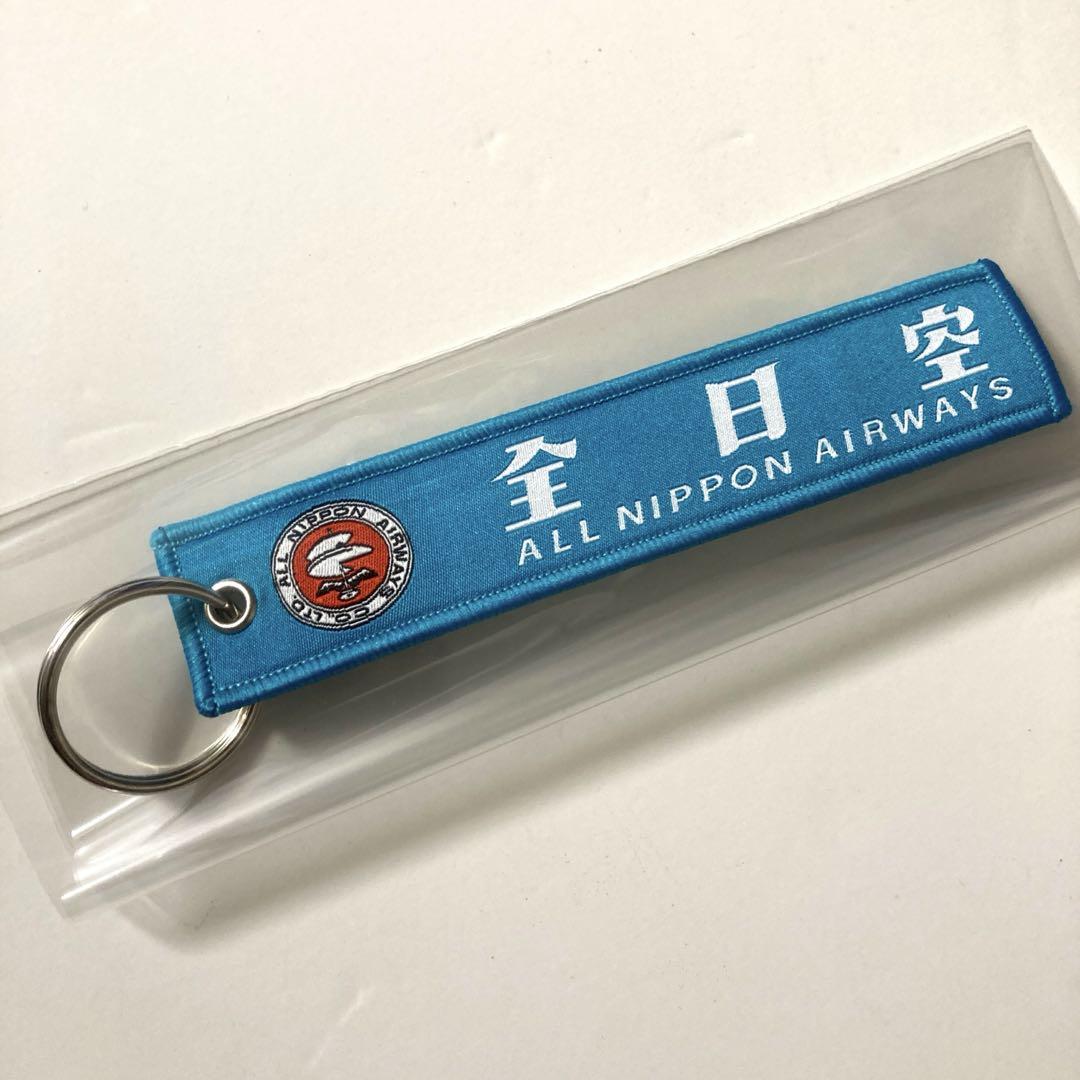 ALL NIPPON AIRWAYS CO., LTD.
全日空
ALL NIPPON AIRWAYS